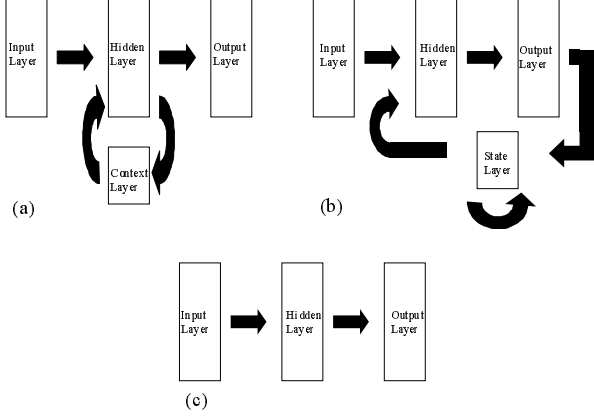 Input
Layer
Hidden
Layer
Output
Layer
Context
Layer
(a)
Input
Layer
Hidden
Layer
Output
Layer
State
Layer
(b)
Input
Layer
Hidden
Layer
Output
Layer
(c)